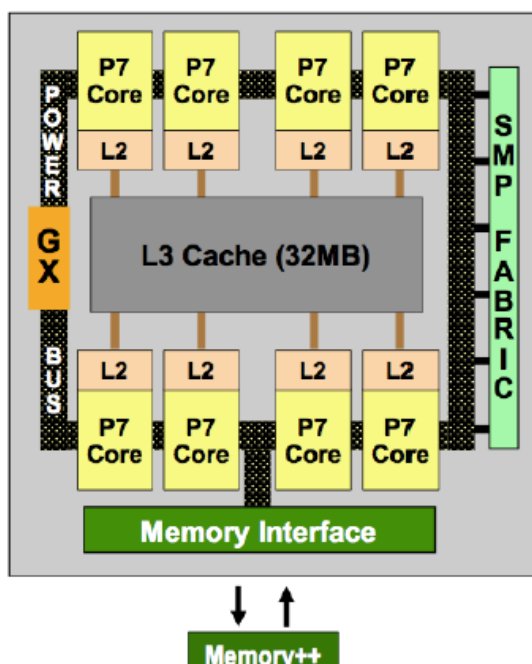 P7 Core
P7 Core
P7 Core
P7 Core
L2
L2
L2
L2
POWER
GX
BUS
SMP FABRIC
L3 Cache (32MB)
L2
L2
L2
L2
P7 Core
P7 Core
P7 Core
P7 Core
Memory Interface
Memory++